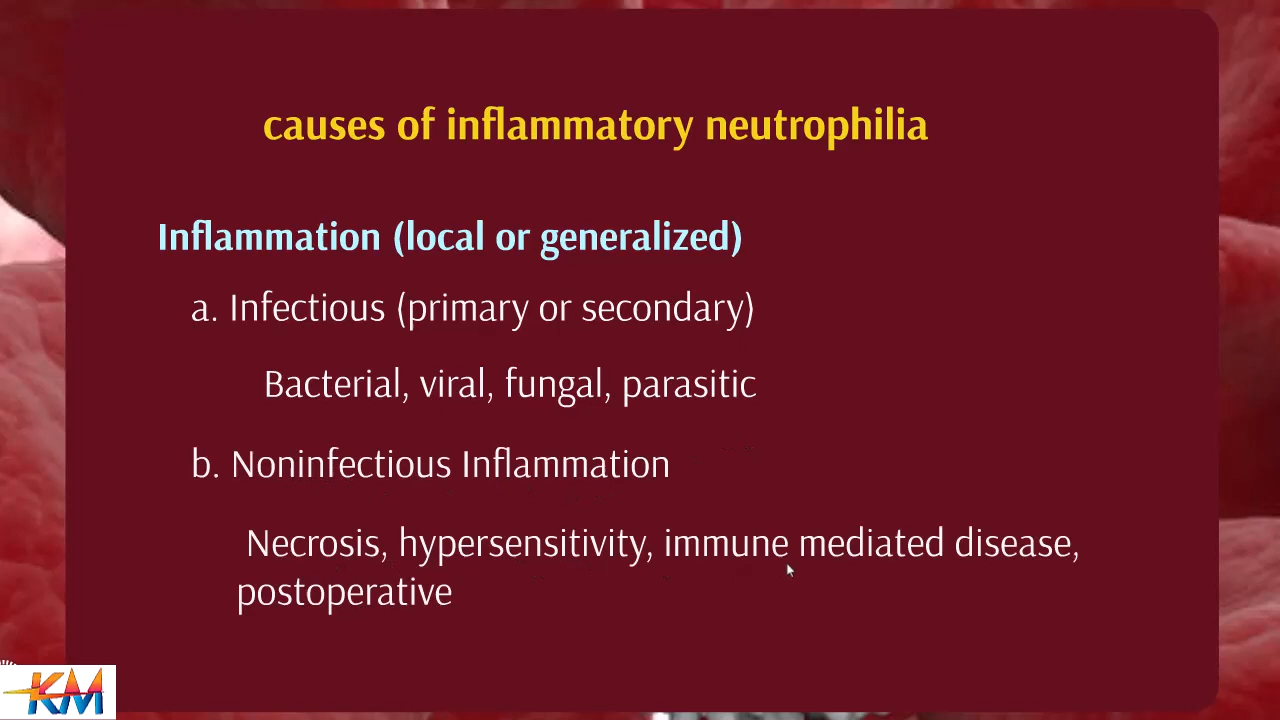 causes of inflammatory neutrophilia
Inflammation (local or generalized)
a. Infectious (primary or secondary)
Bacterial, viral, fungal, parasitic
b. Noninfectious Inflammation
Necrosis, hypersensitivity, immune mediated disease,
postoperative
KM